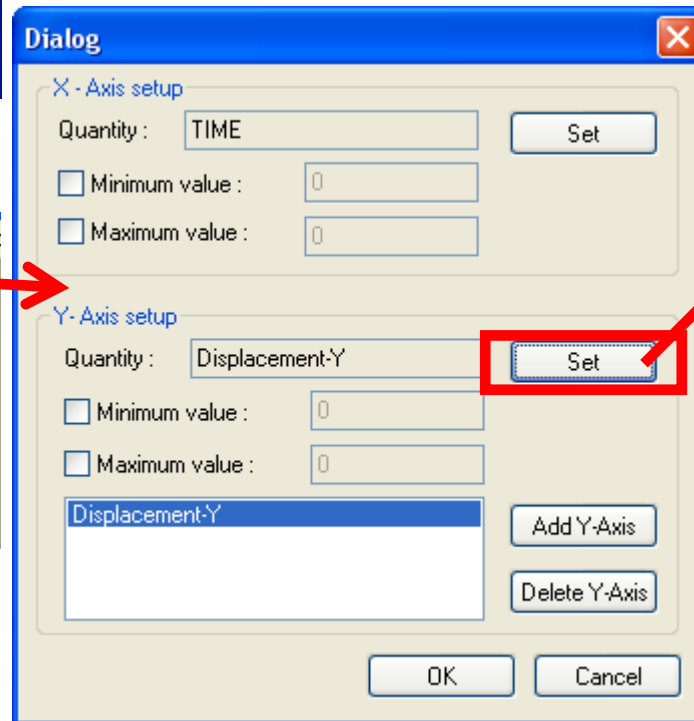 Dialog
X - Axis setup
Quantity : TIME Set
Minimum value : 0
Maximum value : 0
Y- Axis setup
Quantity : Displacement-Y Set
Minimum value : 0
Maximum value : 0
Displacement-Y
Add Y-Axis
Delete Y-Axis
OK Cancel